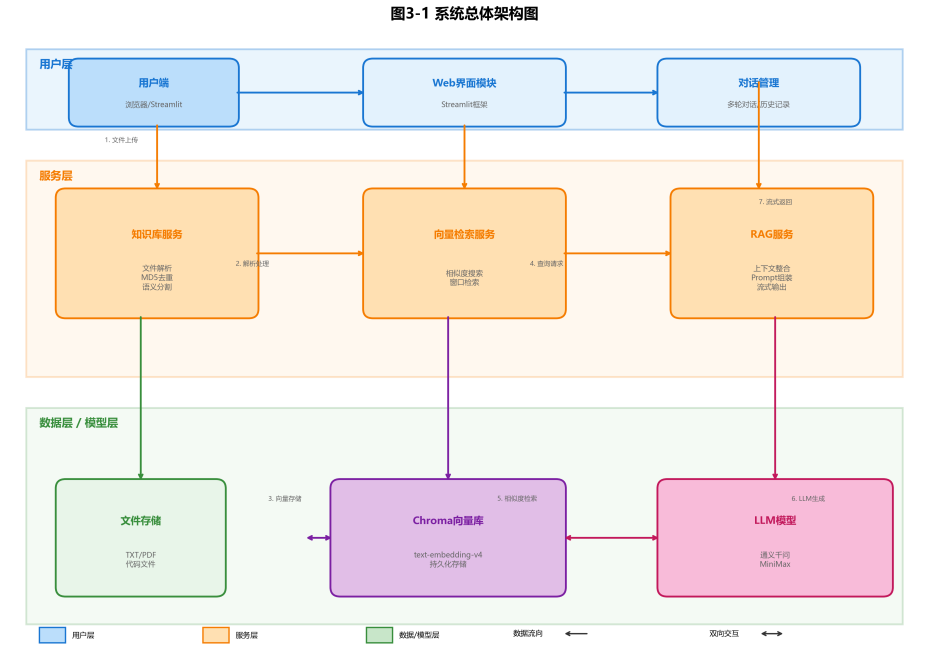 图3-1 系统总体架构图
用户层
用户端
浏览器/Streamlit
Web界面模块
Streamlit框架
对话管理
多轮对话,历史记录
1. 文件上传
服务层
知识库服务
文件解析
MD5去重
语义分割
2. 解析处理
向量检索服务
相似度搜索
窗口检索
4. 查询请求
7. 流式返回
RAG服务
上下文整合
Prompt组装
流式输出
数据层 / 模型层
文件存储
TXT/PDF
代码文件
3. 向量存储
5. 相似度检索
Chroma向量库
text-embedding-v4
持久化存储
6. LLM生成
LLM模型
通义千问
MiniMax
用户层
服务层
数据/模型层
数据流向
双向交互